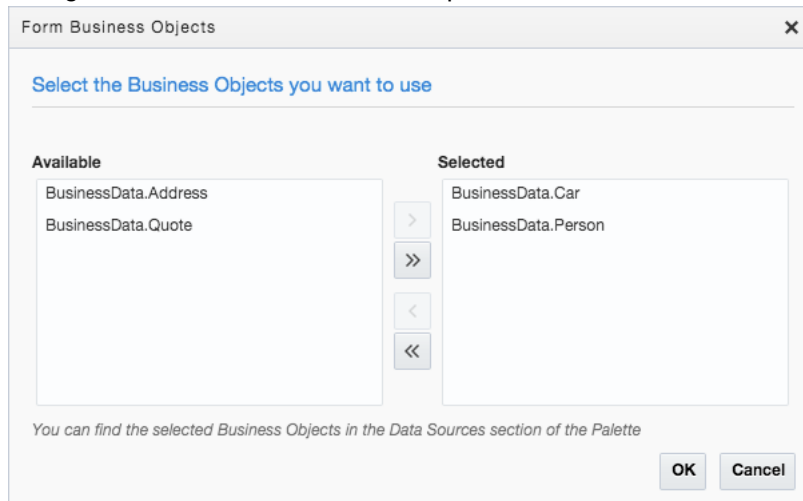 Form Business Objects
Select the Business Objects you want to use
Available
Selected
BusinessData.Address
BusinessData.Quote
BusinessData.Car
BusinessData.Person
>
>>
<
<<
You can find the selected Business Objects in the Data Sources section of the Palette
OK
Cancel